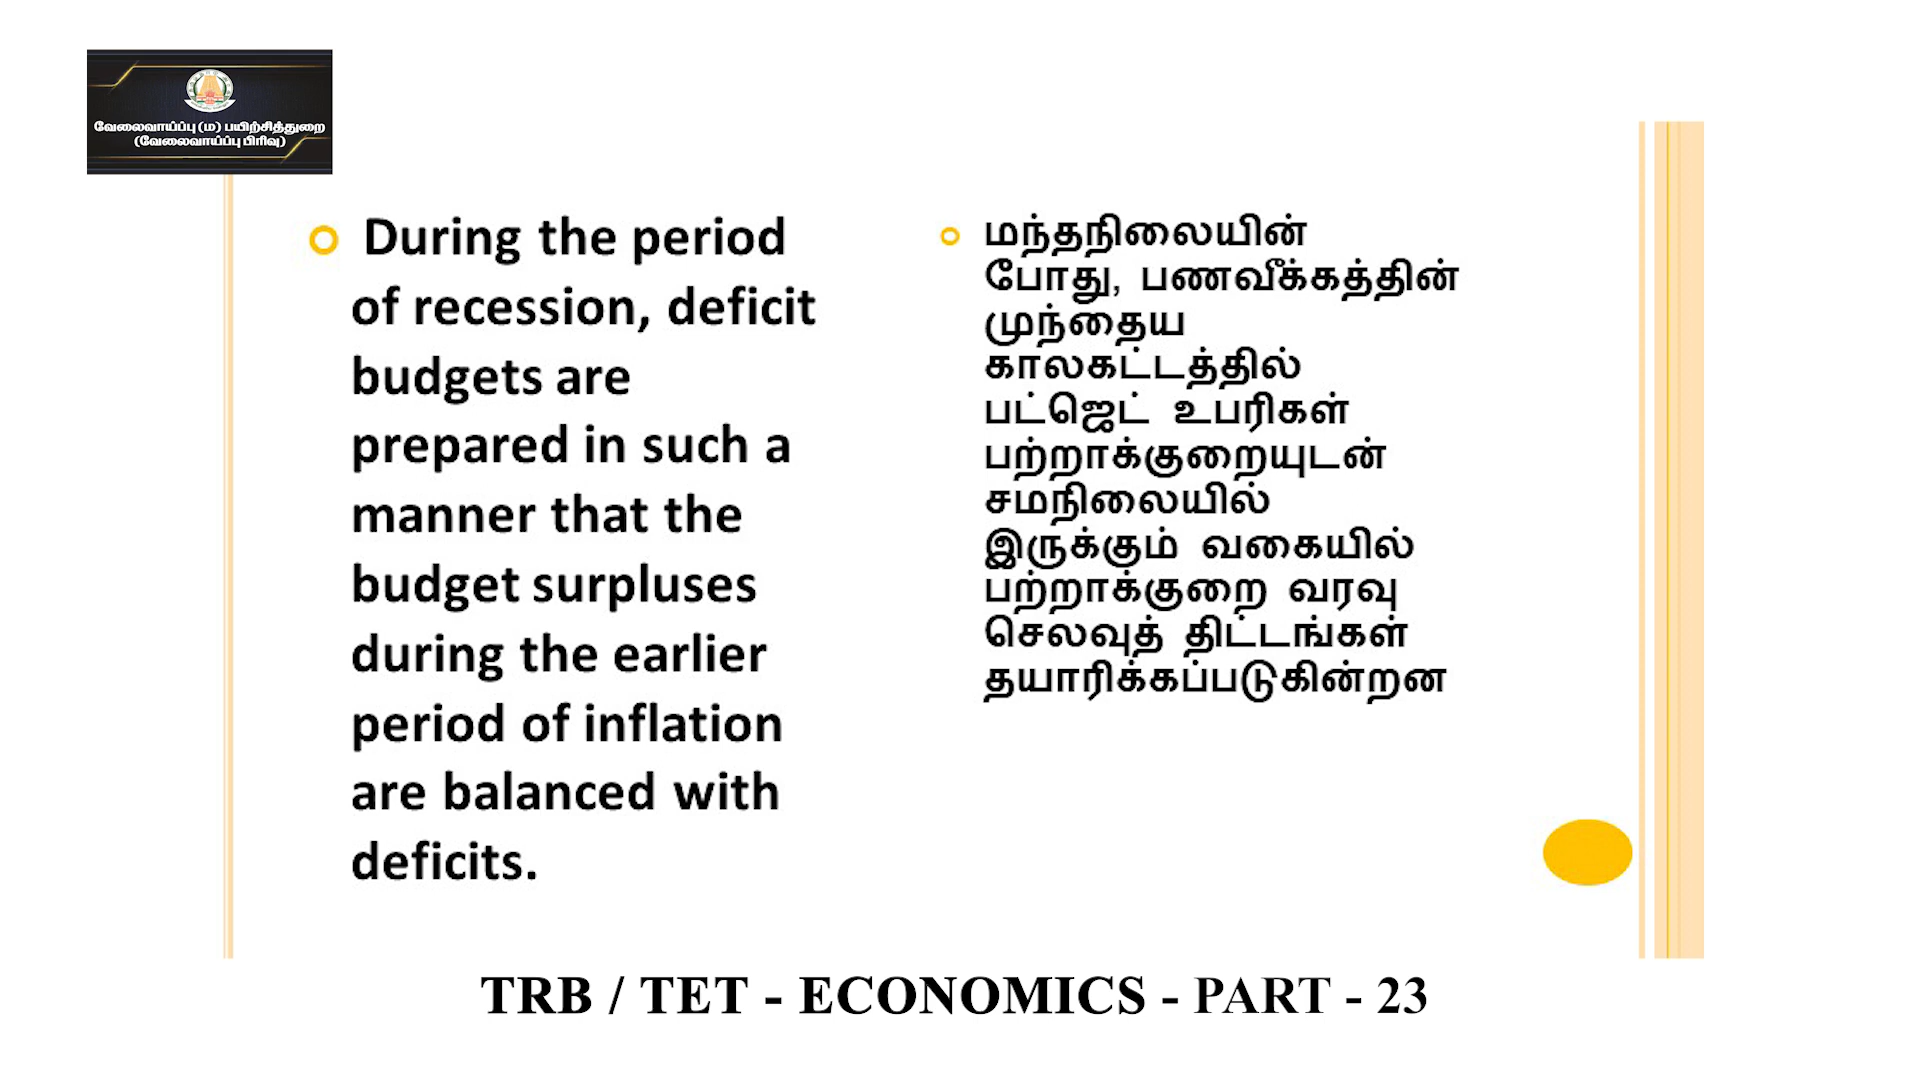 வேலைவாய்ப்பு (ம) பயிற்சித்துறை
(வேலைவாய்ப்பு பிரிவு)
During the period
of recession, deficit
budgets are
prepared in such a
manner that the
budget surpluses
during the earlier
period of inflation
are balanced with
deficits.
மந்தநிலையின்
போது, பணவீக்கத்தின்
முந்தைய
காலகட்டத்தில்
பட்ஜெட் உபரிகள்
பற்றாக்குறையுடன்
சமநிலையில்
இருக்கும் வகையில்
பற்றாக்குறை வரவு
செலவுத் திட்டங்கள்
தயாரிக்கப்படுகின்றன
TRB / TET - ECONOMICS - PART - 23